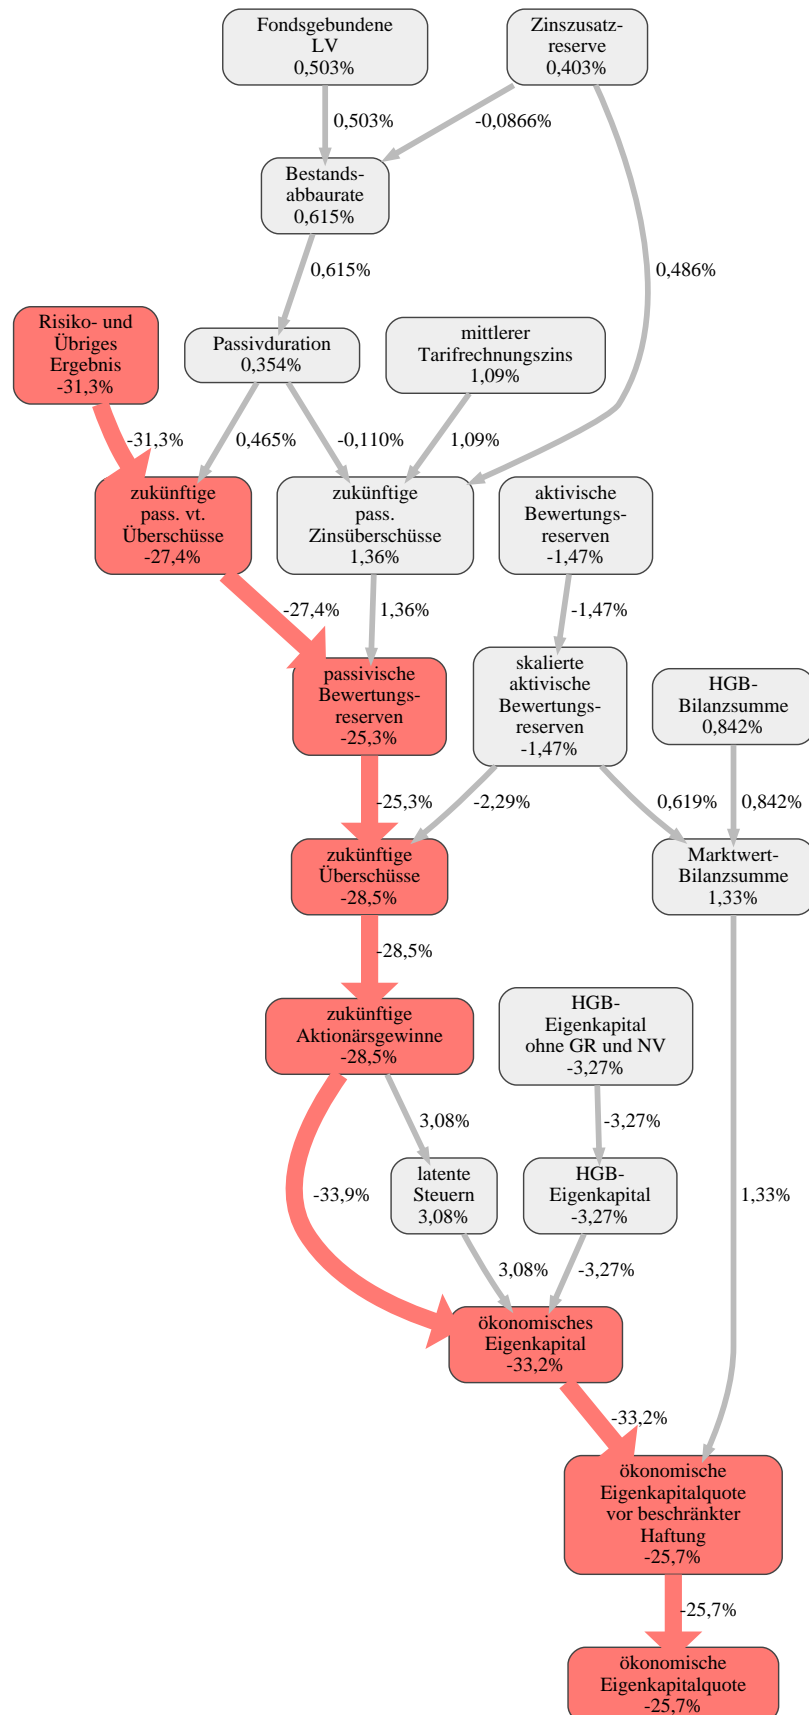 Fondsgebundene
LV
0,503%
Zinszusatz-
reserve
0,403%
0,503%
-0,0866%
Bestands-
abbaurate
0,615%
0,615%
0,486%
Risiko- und
Übriges
Ergebnis
-31,3%
Passivduration
0,354%
mittlerer
Tarifrechnungszins
1,09%
-31,3%
0,465%
-0,110%
1,09%
zukünftige
pass. vt.
Überschüsse
-27,4%
zukünftige
pass.
Zinsüberschüsse
1,36%
aktivische
Bewertungs-
reserven
-1,47%
-27,4%
1,36%
-1,47%
passivische
Bewertungs-
reserven
-25,3%
skalierte
aktivische
Bewertungs-
reserven
-1,47%
HGB-
Bilanzsumme
0,842%
-25,3%
-2,29%
0,619%
0,842%
zukünftige
Überschüsse
-28,5%
Marktwert-
Bilanzsumme
1,33%
-28,5%
zukünftige
Aktionärsgewinne
-28,5%
HGB-
Eigenkapital
ohne GR und NV
-3,27%
3,08%
-3,27%
-33,9%
latente
Steuern
3,08%
HGB-
Eigenkapital
-3,27%
1,33%
3,08%
-3,27%
ökonomisches
Eigenkapital
-33,2%
-33,2%
ökonomische
Eigenkapitalquote
vor beschränkter
Haftung
-25,7%
-25,7%
ökonomische
Eigenkapitalquote
-25,7%